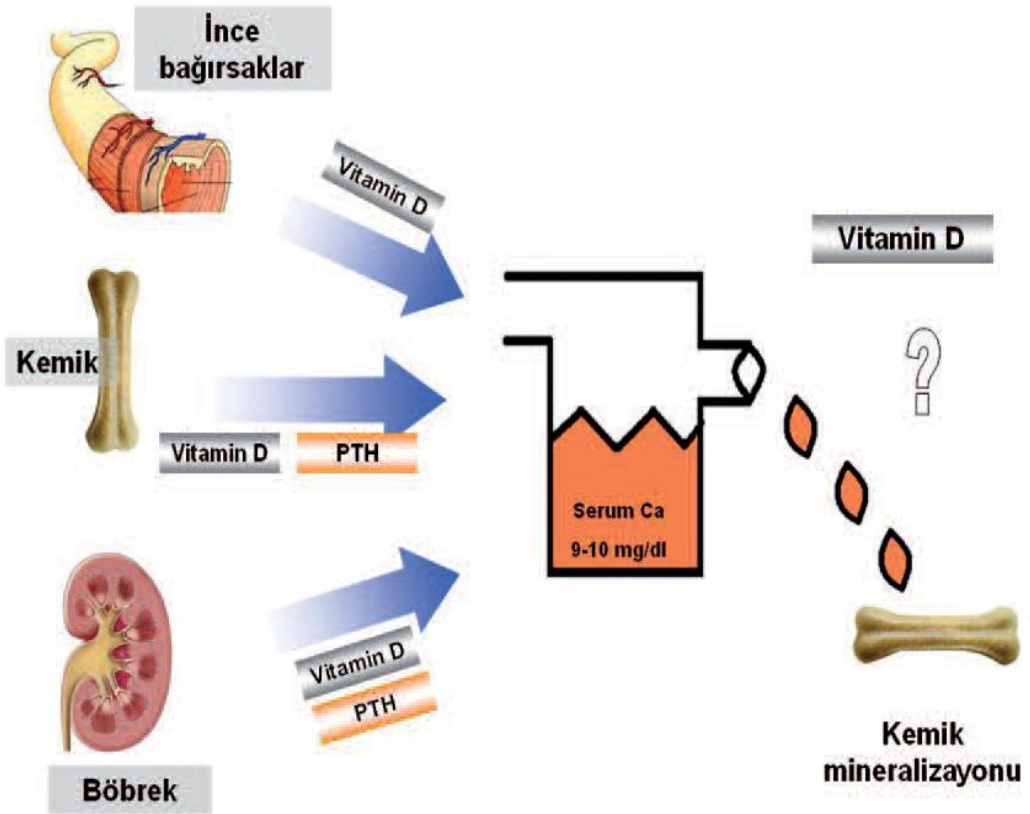 İnce
bağırsaklar
Vitamin D
Kemik
Vitamin D
PTH
Böbrek
Vitamin D
PTH
Serum Ca
9-10 mg/dl
Vitamin D
?
Kemik
mineralizayonu